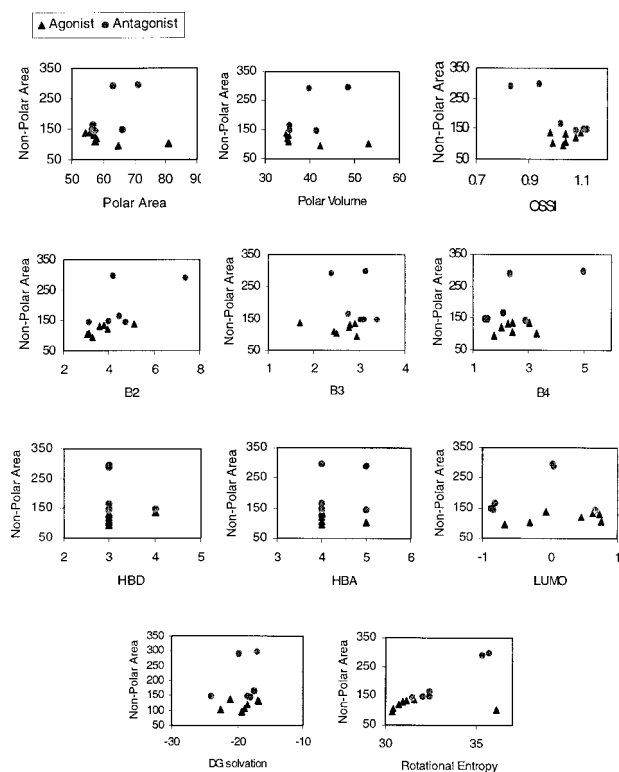 ▲ Agonist ● Antagonist
Non-Polar Area
350
250
150
50
50 60 70 80 90
Polar Area
Non-Polar Area
350
250
150
50
30 40 50 60
Polar Volume
Non-Polar Area
350
250
150
50
0.7 0.9 1.1
OSSI
Non-Polar Area
350
250
150
50
2 4 6 8
B2
Non-Polar Area
350
250
150
50
1 2 3 4
B3
Non-Polar Area
350
250
150
50
1 3 5
B4
Non-Polar Area
350
250
150
50
2 3 4 5
HBD
Non-Polar Area
350
250
150
50
3 4 5 6
HBA
Non-Polar Area
350
250
150
50
-1 0 1
LUMO
Non-Polar Area
350
300
250
200
150
100
50
-30 -20 -10
DG solvation
Non-Polar Area
350
250
150
50
30 35
Rotational Entropy